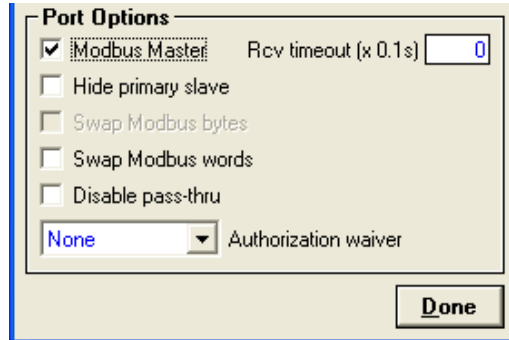 Port Options
Modbus Master Rcv timeout (x 0.1s) 0
Hide primary slave
Swap Modbus bytes
Swap Modbus words
Disable pass-thru
None Authorization waiver
Done